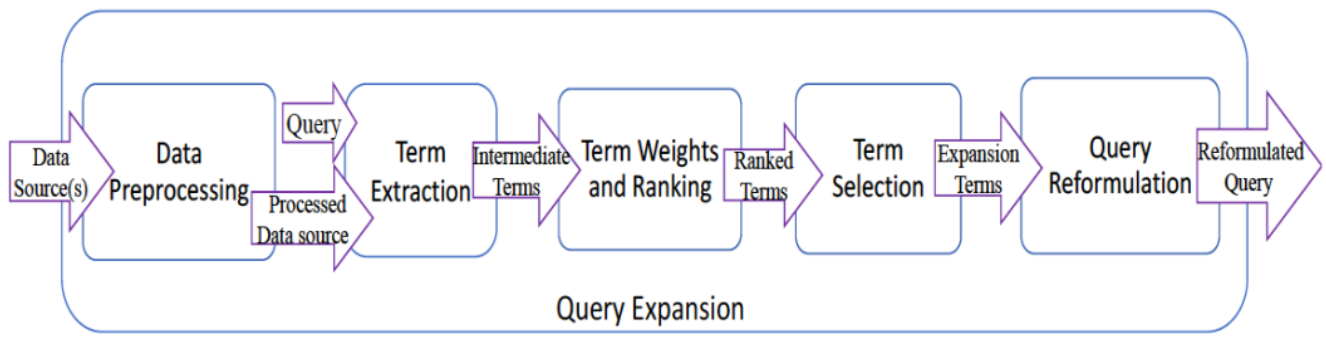 Data
Source(s)
Data
Preprocessing
Query
Processed
Data source
Term
Extraction
Intermediate
Terms
Term Weights
and Ranking
Ranked
Terms
Term
Selection
Expansion
Terms
Query
Reformulation
Reformulated
Query
Query Expansion